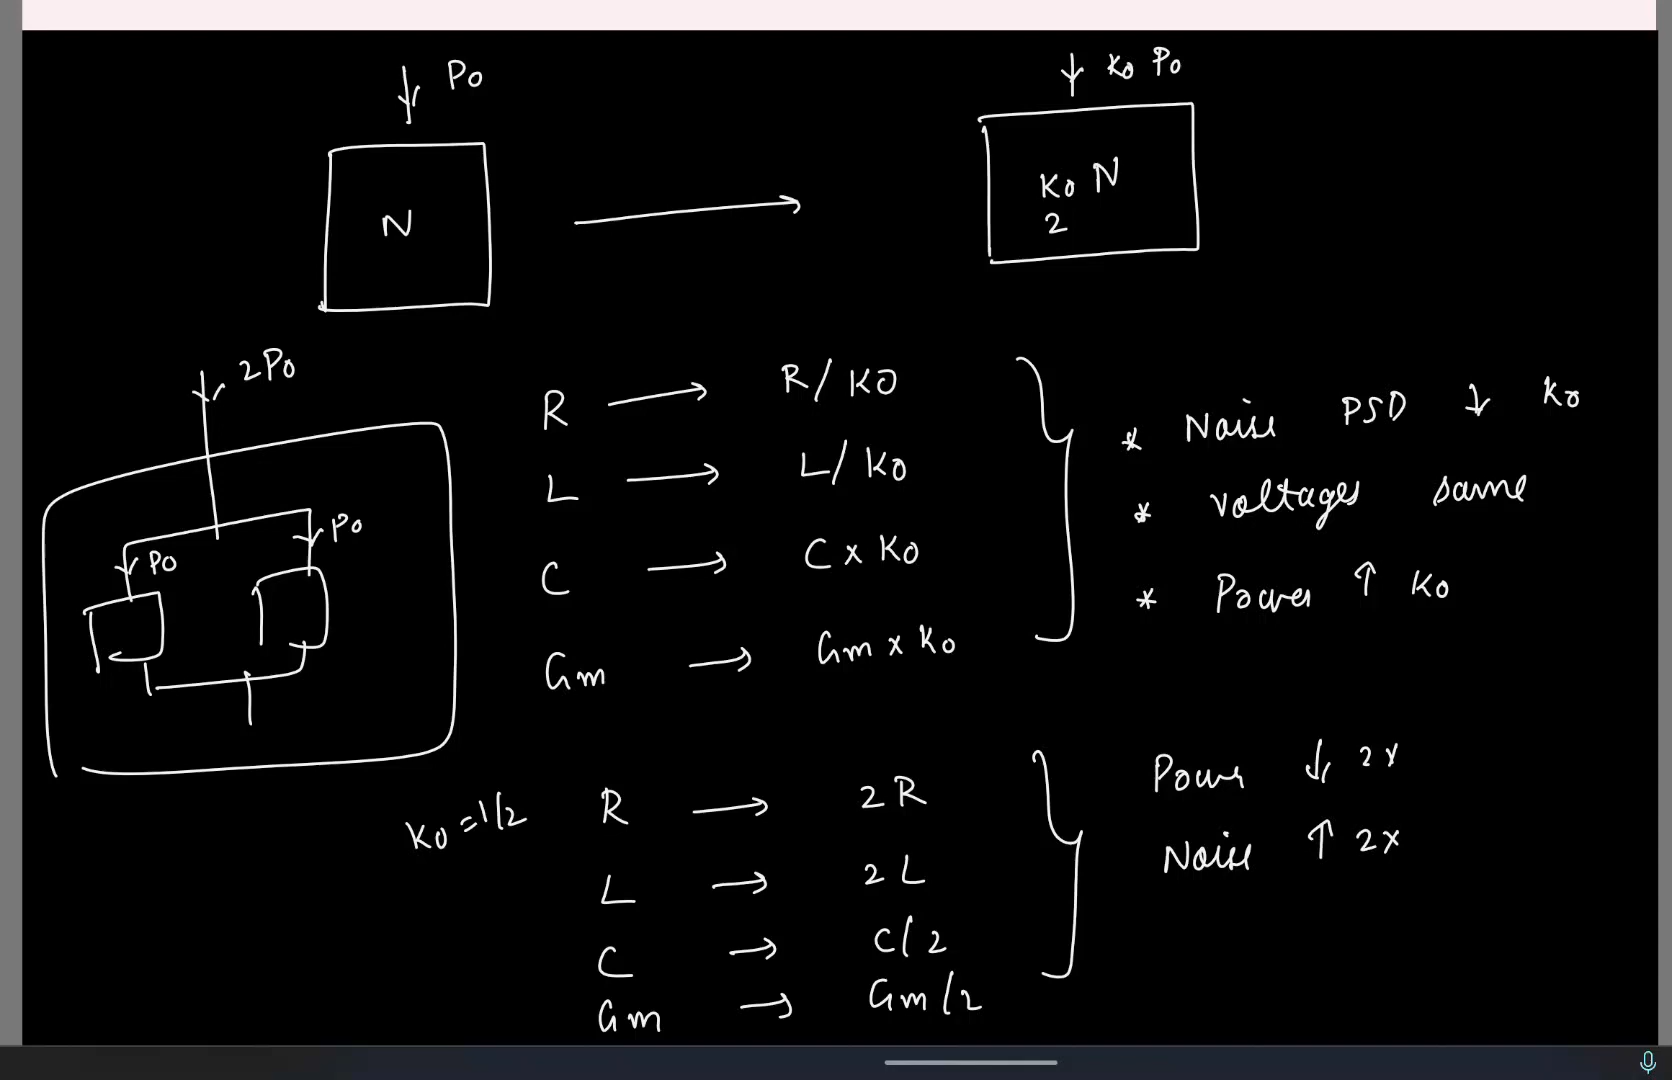 Po
Ko Po
N
Ko N
2
2Po
Po
Po
R → R/KO
L → L/KO
C → C x KO
Gm → Gm x Ko
* Noise PSD ↓ Ko
* voltages same
* Power ↑ Ko
Ko = 1/2
R → 2R
L → 2L
C → C/2
Gm → Gm/2
Power ↓ 2x
Noise ↑ 2x